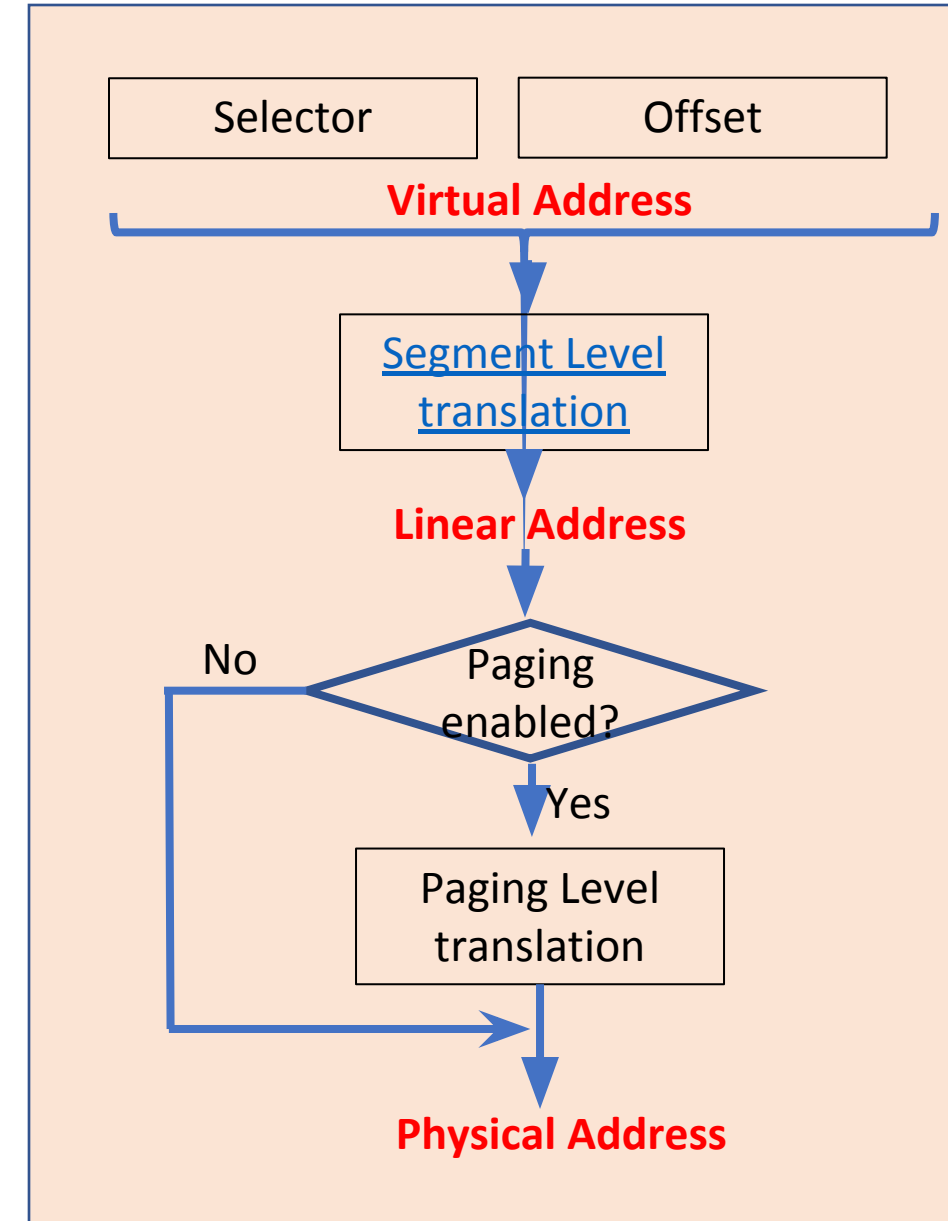 Selector
Offset
Virtual Address
Segment Level
translation
Linear Address
No
Paging
enabled?
Yes
Paging Level
translation
Physical Address